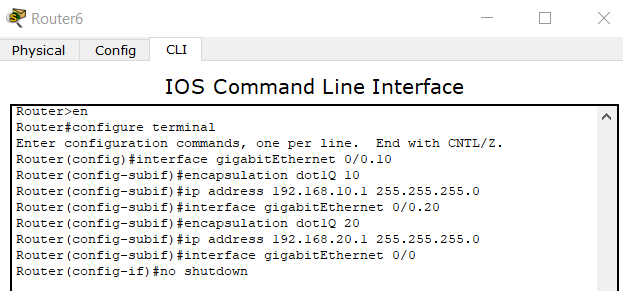 Router6
Physical Config CLI
IOS Command Line Interface
Router>en
Router#configure terminal
Enter configuration commands, one per line.  End with CNTL/Z.
Router(config)#interface gigabitEthernet 0/0.10
Router(config-subif)#encapsulation dot1Q 10
Router(config-subif)#ip address 192.168.10.1 255.255.255.0
Router(config-subif)#interface gigabitEthernet 0/0.20
Router(config-subif)#encapsulation dot1Q 20
Router(config-subif)#ip address 192.168.20.1 255.255.255.0
Router(config-subif)#interface gigabitEthernet 0/0
Router(config-if)#no shutdown